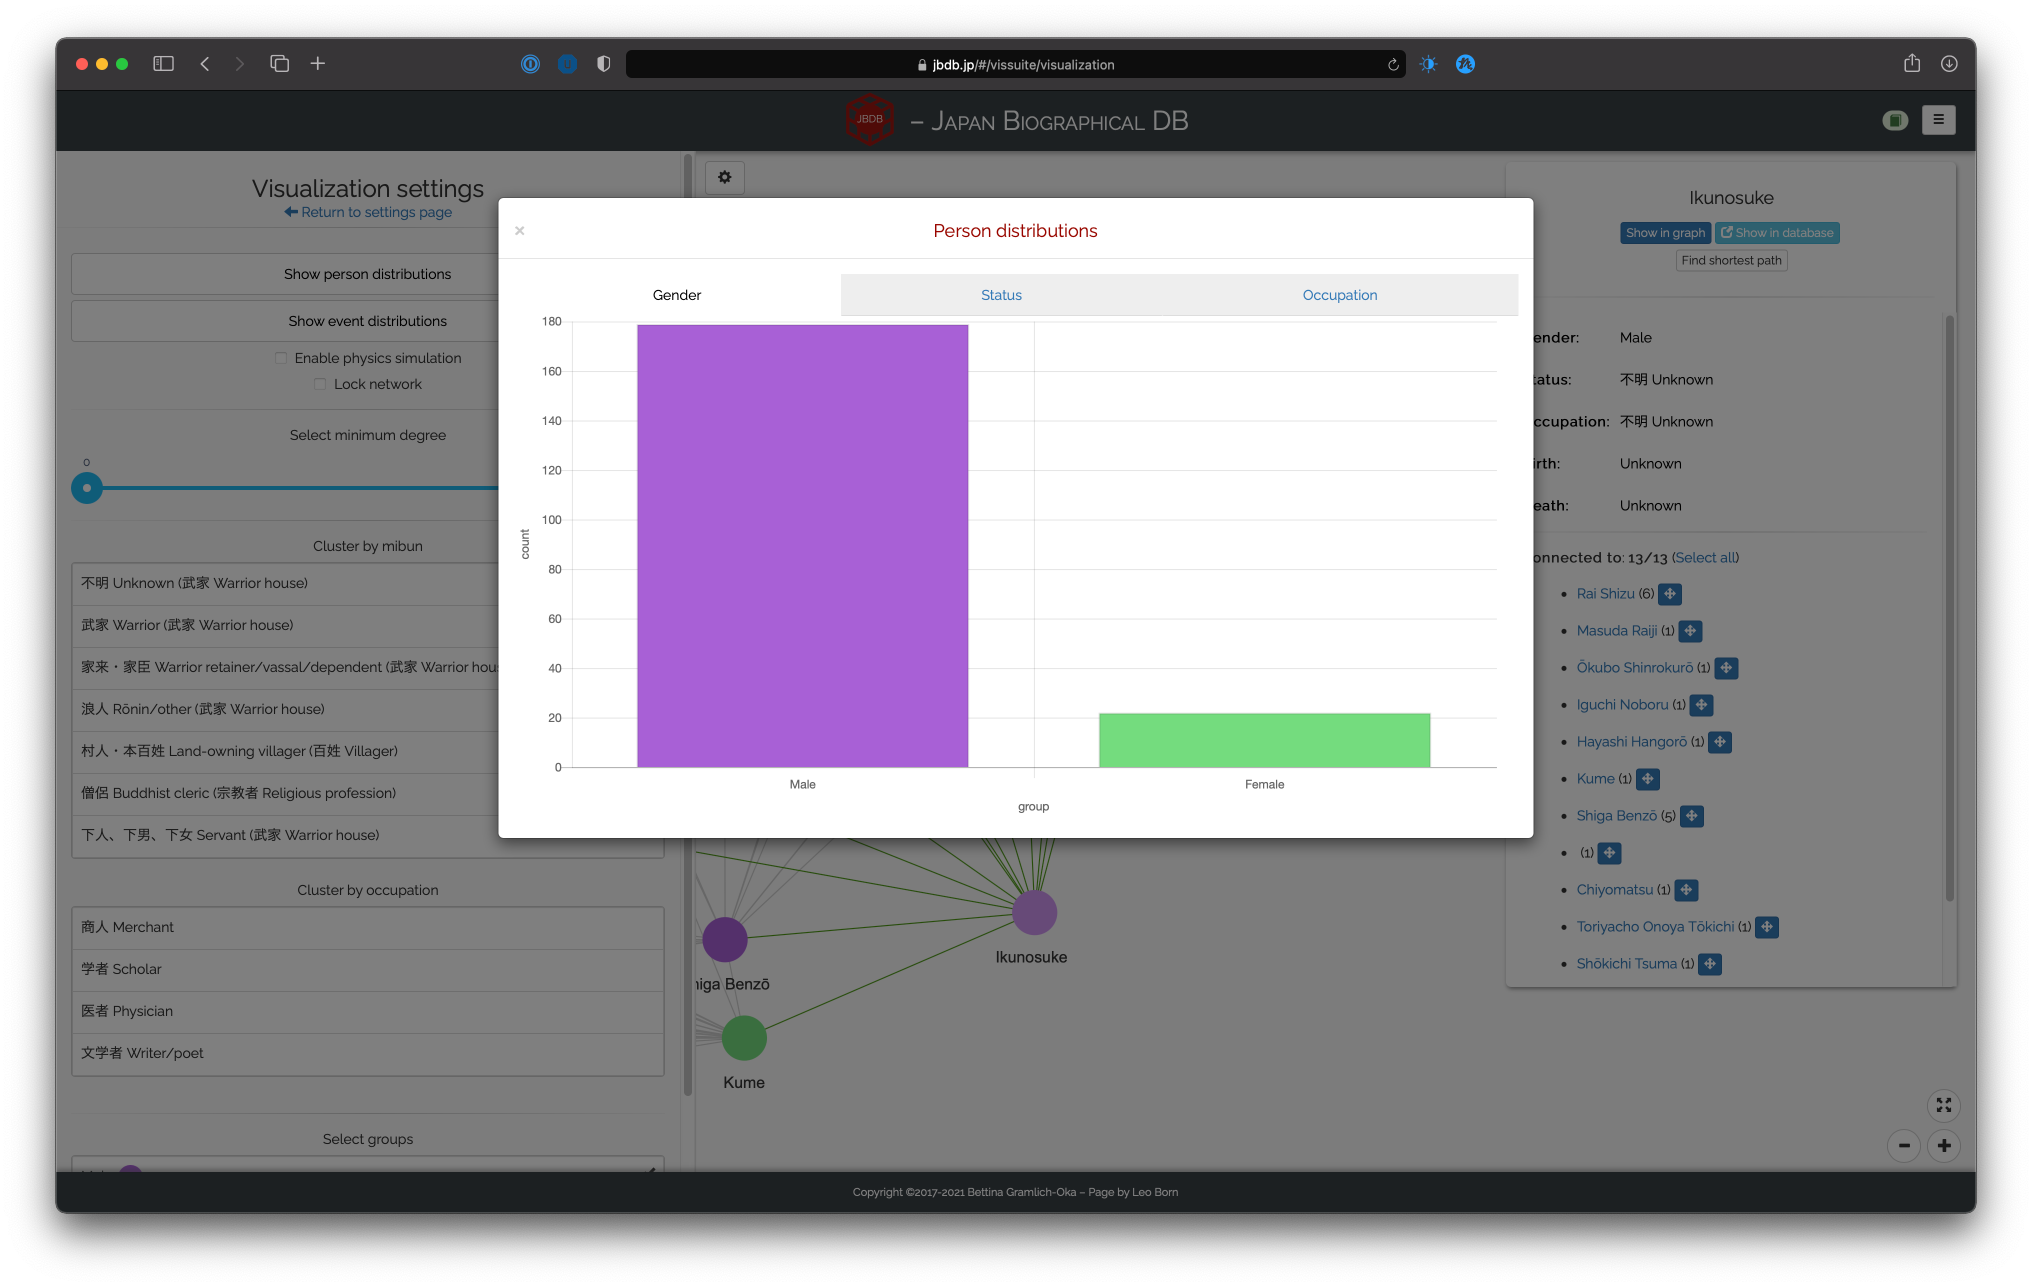 jbdb.jp/#/vissuite/visualization
JBDB
– Japan Biographical DB
Visualization settings
Return to settings page
Show person distributions
Show event distributions
Enable physics simulation
Lock network
Select minimum degree
0
Cluster by mibun
不明 Unknown (武家 Warrior house)
武家 Warrior (武家 Warrior house)
家来・家臣 Warrior retainer/vassal/dependent (武家 Warrior hou
浪人 Rōnin/other (武家 Warrior house)
村人・本百姓 Land-owning villager (百姓 Villager)
僧侶 Buddhist cleric (宗教者 Religious profession)
下人、下男、下女 Servant (武家 Warrior house)
Cluster by occupation
商人 Merchant
学者 Scholar
医者 Physician
文学者 Writer/poet
Select groups
×
Person distributions
Gender
Status
Occupation
180
160
140
120
100
80
60
40
20
0
count
Male
Female
group
Ikunosuke
iga Benzō
Kume
Ikunosuke
Show in graph
Show in database
Find shortest path
ender: Male
tatus: 不明 Unknown
ccupation: 不明 Unknown
irth: Unknown
eath: Unknown
onnected to: 13/13 (Select all)
Rai Shizu (6)
Masuda Raiji (1)
Ōkubo Shinrokurō (1)
Iguchi Noboru (1)
Hayashi Hangorō (1)
Kume (1)
Shiga Benzō (5)
(1)
Chiyomatsu (1)
Toriyacho Onoya Tōkichi (1)
Shōkichi Tsuma (1)
Copyright ©2017-2021 Bettina Gramlich-Oka – Page by Leo Born